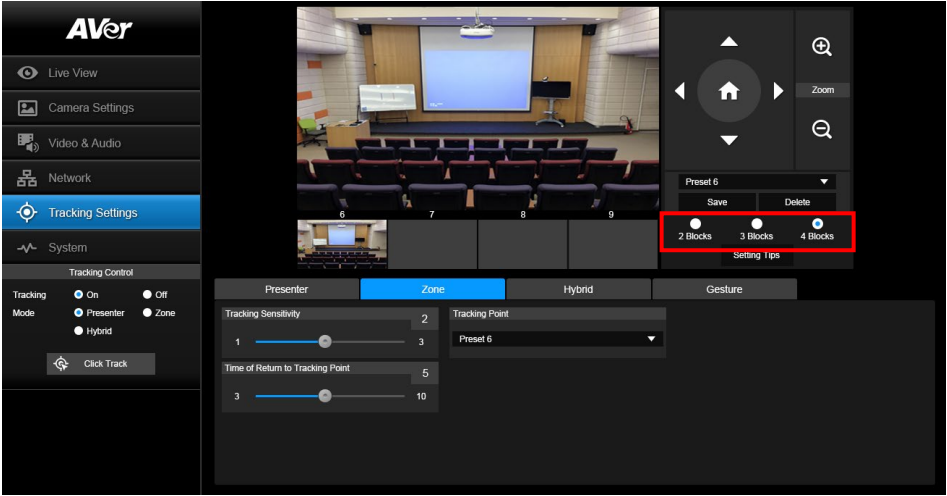 AVer
Live View
Camera Settings
Video & Audio
Network
Tracking Settings
System
Tracking Control
Tracking On Off
Mode Presenter Zone
Hybrid
Click Track
6 7 8 9
Zoom
Preset 6
Save Delete
2 Blocks 3 Blocks 4 Blocks
Setting Tips
Presenter Zone Hybrid Gesture
Tracking Sensitivity 2
1 3
Time of Return to Tracking Point 5
3 10
Tracking Point
Preset 6